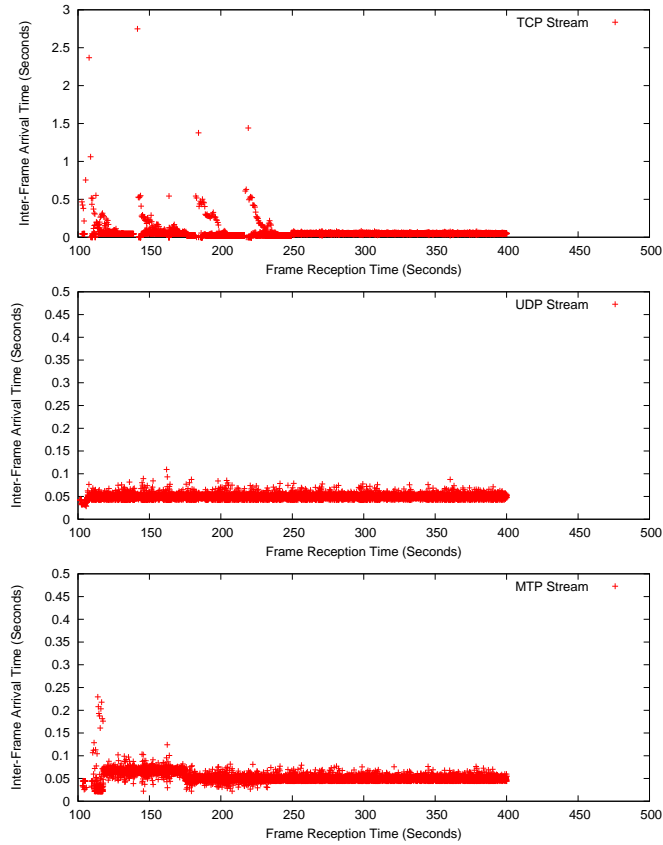 TCP Stream
Inter-Frame Arrival Time (Seconds)
3
2.5
2
1.5
1
0.5
0
100 150 200 250 300 350 400 450 500
Frame Reception Time (Seconds)
UDP Stream
Inter-Frame Arrival Time (Seconds)
0.5
0.45
0.4
0.35
0.3
0.25
0.2
0.15
0.1
0.05
0
100 150 200 250 300 350 400 450 500
Frame Reception Time (Seconds)
MTP Stream
Inter-Frame Arrival Time (Seconds)
0.5
0.45
0.4
0.35
0.3
0.25
0.2
0.15
0.1
0.05
0
100 150 200 250 300 350 400 450 500
Frame Reception Time (Seconds)